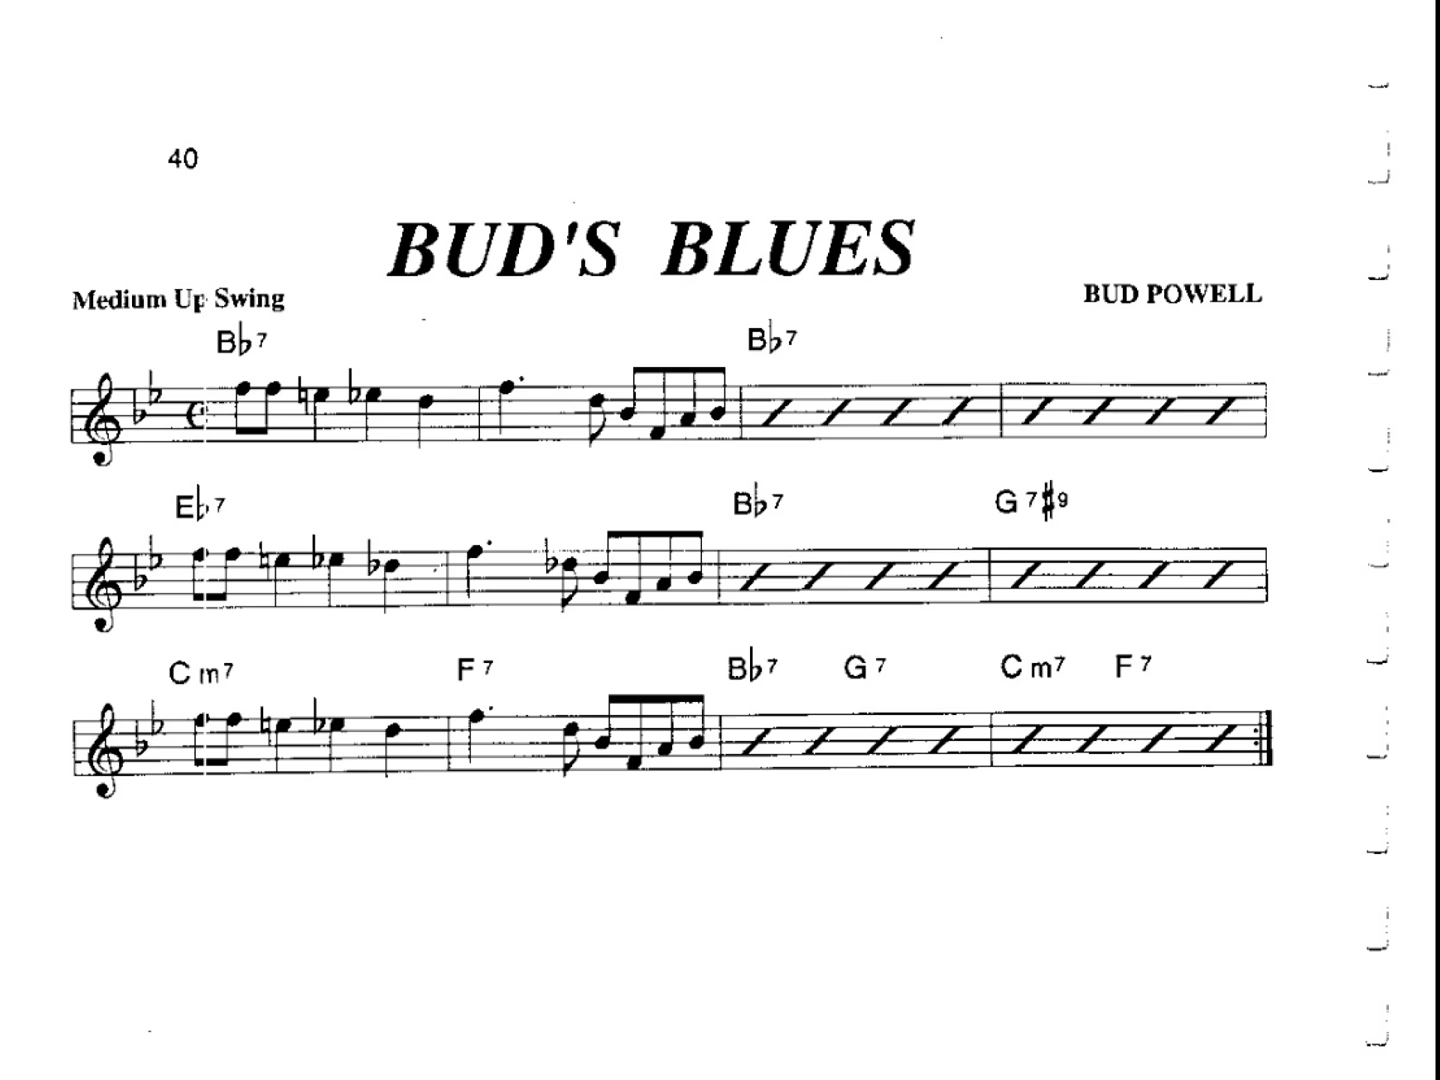 40
BUD'S BLUES
Medium Up Swing
BUD POWELL
B♭7 B♭7
E♭7 B♭7 G7♯9
Cm7 F7 B♭7 G7 Cm7 F7